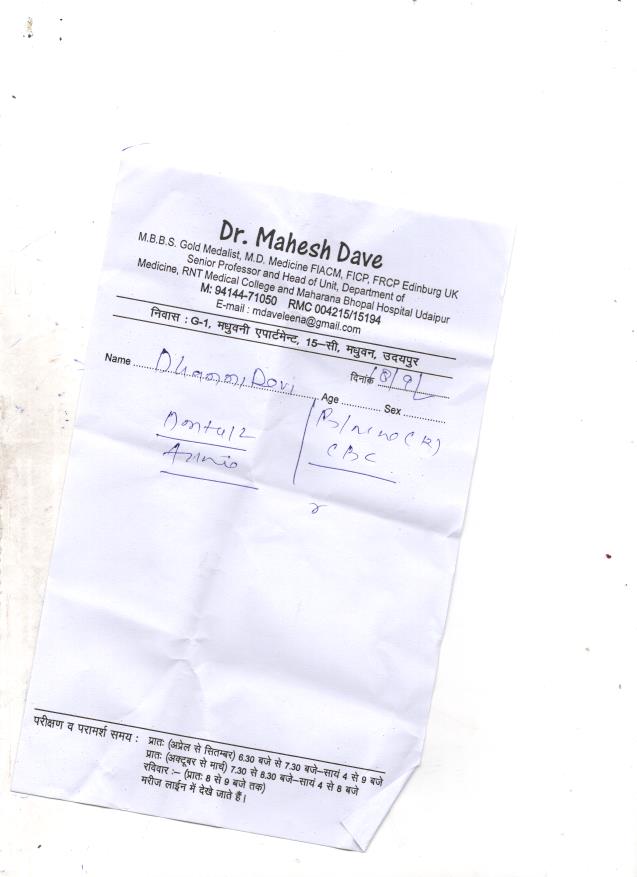 Dr. Mahesh Dave
M.B.B.S. Gold Medalist, M.D. Medicine FIACM, FICP, FRCP Edinburg UK
Senior Professor and Head of Unit, Department of
Medicine, RNT Medical College and Maharana Bhopal Hospital Udaipur
M: 94144-71050 RMC 004215/15194
E-mail : mdaveleena@gmail.com
निवास : G-1, मधुवनी एपार्टमेन्ट, 15-सी, मधुवन, उदयपुर
Name Devi दिनांक
Age Sex
CBC
परीक्षण व परामर्श समय : प्रातः (अप्रेल से सितम्बर) 6.30 बजे से 7.30 बजे-सायं 4 से 9 बजे
प्रातः (अक्टूबर से मार्च) 7.30 से 8.30 बजे-सायं 4 से 8 बजे
रविवार :- (प्रातः 8 से 9 बजे तक)
मरीज लाईन में देखे जाते हैं।